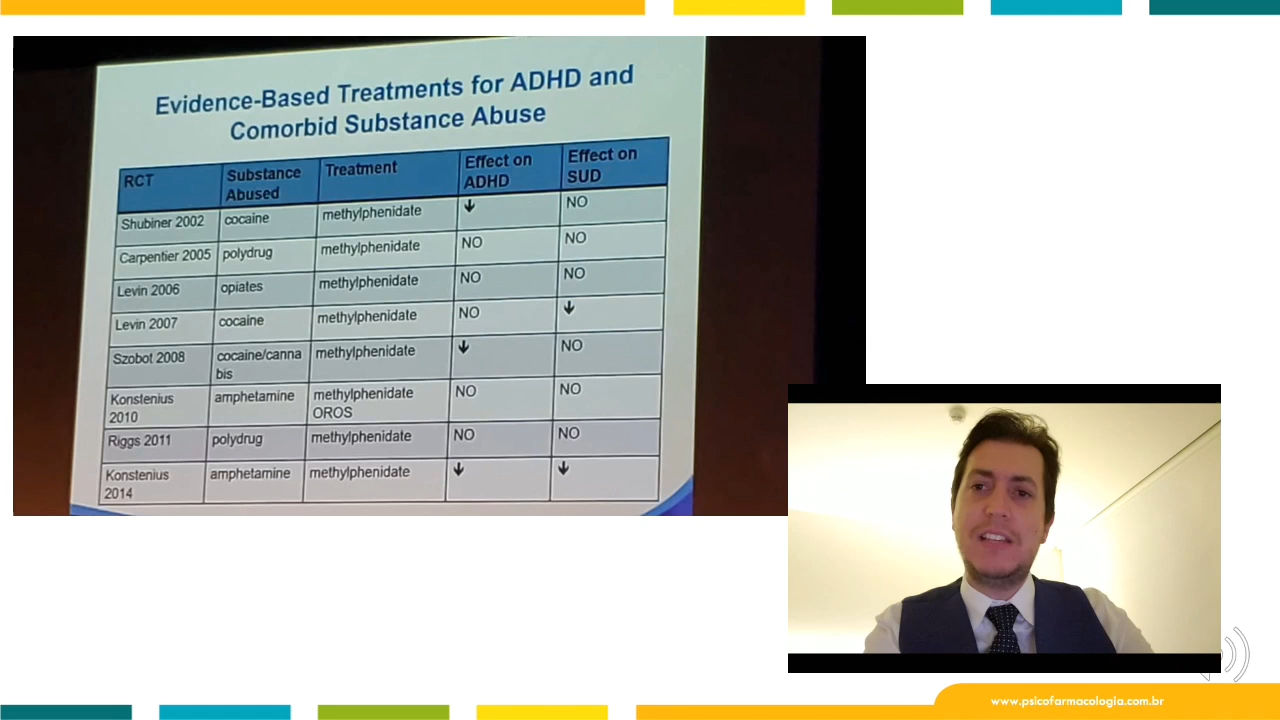 Evidence-Based Treatments for ADHD and
Comorbid Substance Abuse
RCT Substance Abused Treatment Effect on ADHD Effect on SUD
Shubiner 2002 cocaine methylphenidate ↓ NO
Carpentier 2005 polydrug methylphenidate NO NO
Levin 2006 opiates methylphenidate NO NO
Levin 2007 cocaine methylphenidate NO ↓
Szobot 2008 cocaine/canna bis methylphenidate ↓ NO
Konstenius 2010 amphetamine methylphenidate OROS NO NO
Riggs 2011 polydrug methylphenidate NO NO
Konstenius 2014 amphetamine methylphenidate ↓ ↓
www.psicofarmacologia.com.br